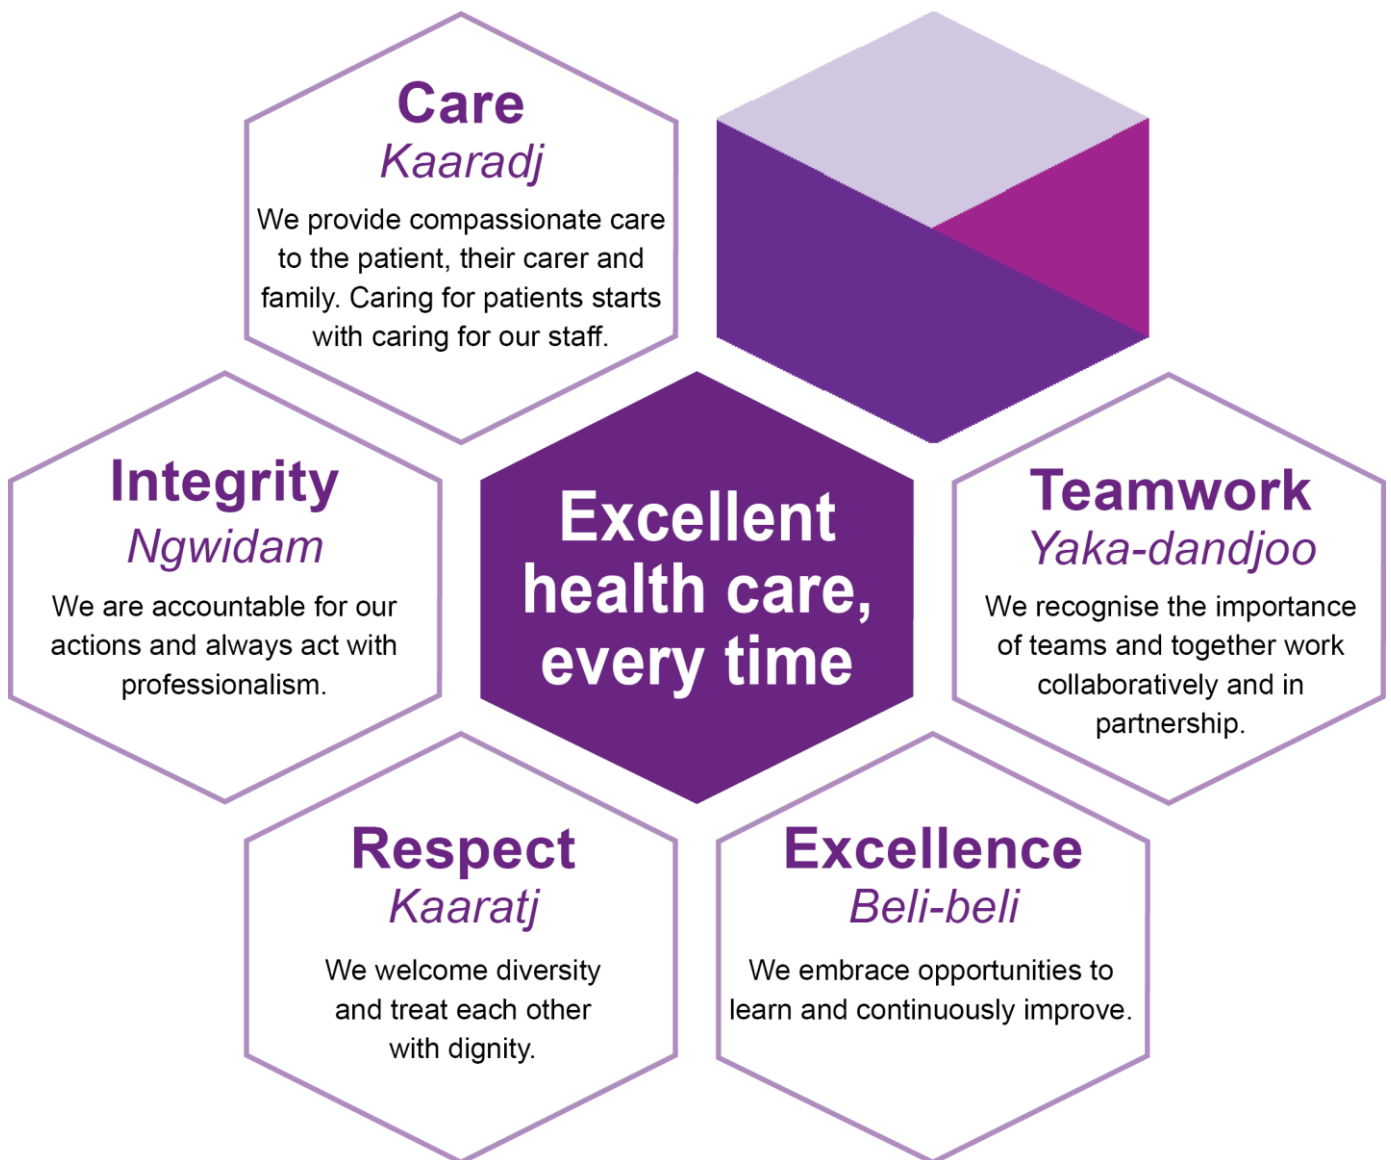 Care
Kaaradj
We provide compassionate care
to the patient, their carer and
family. Caring for patients starts
with caring for our staff.
Integrity
Ngwidam
We are accountable for our
actions and always act with
professionalism.
Excellent
health care,
every time
Teamwork
Yaka-dandjoo
We recognise the importance
of teams and together work
collaboratively and in
partnership.
Respect
Kaaratj
We welcome diversity
and treat each other
with dignity.
Excellence
Beli-beli
We embrace opportunities to
learn and continuously improve.